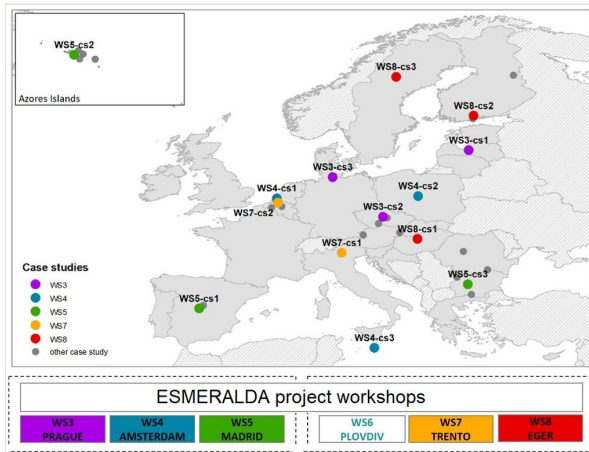 WS5-cs2
Azores Islands
WS8-cs3
WS8-cs2
WS3-cs1
WS3-cs3
WS4-cs1
WS4-cs2
WS7-cs2
WS3-cs2
WS8-cs1
WS7-cs1
WS5-cs3
WS5-cs1
WS4-cs3
Case studies
WS3
WS4
WS5
WS7
WS8
other case study
ESMERALDA project workshops
WS3
PRAGUE
WS4
AMSTERDAM
WS5
MADRID
WS6
PLOVDIV
WS7
TRENTO
WS8
EGER